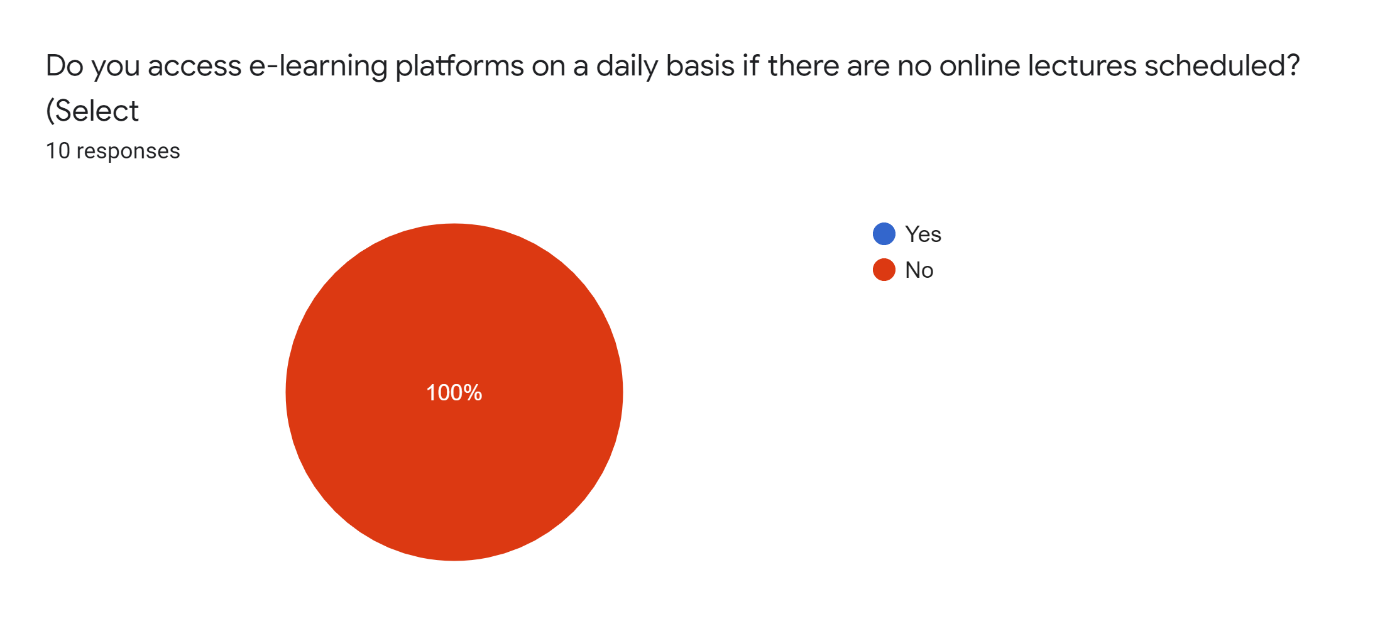 Do you access e-learning platforms on a daily basis if there are no online lectures scheduled?
(Select
10 responses
Yes
No
100%